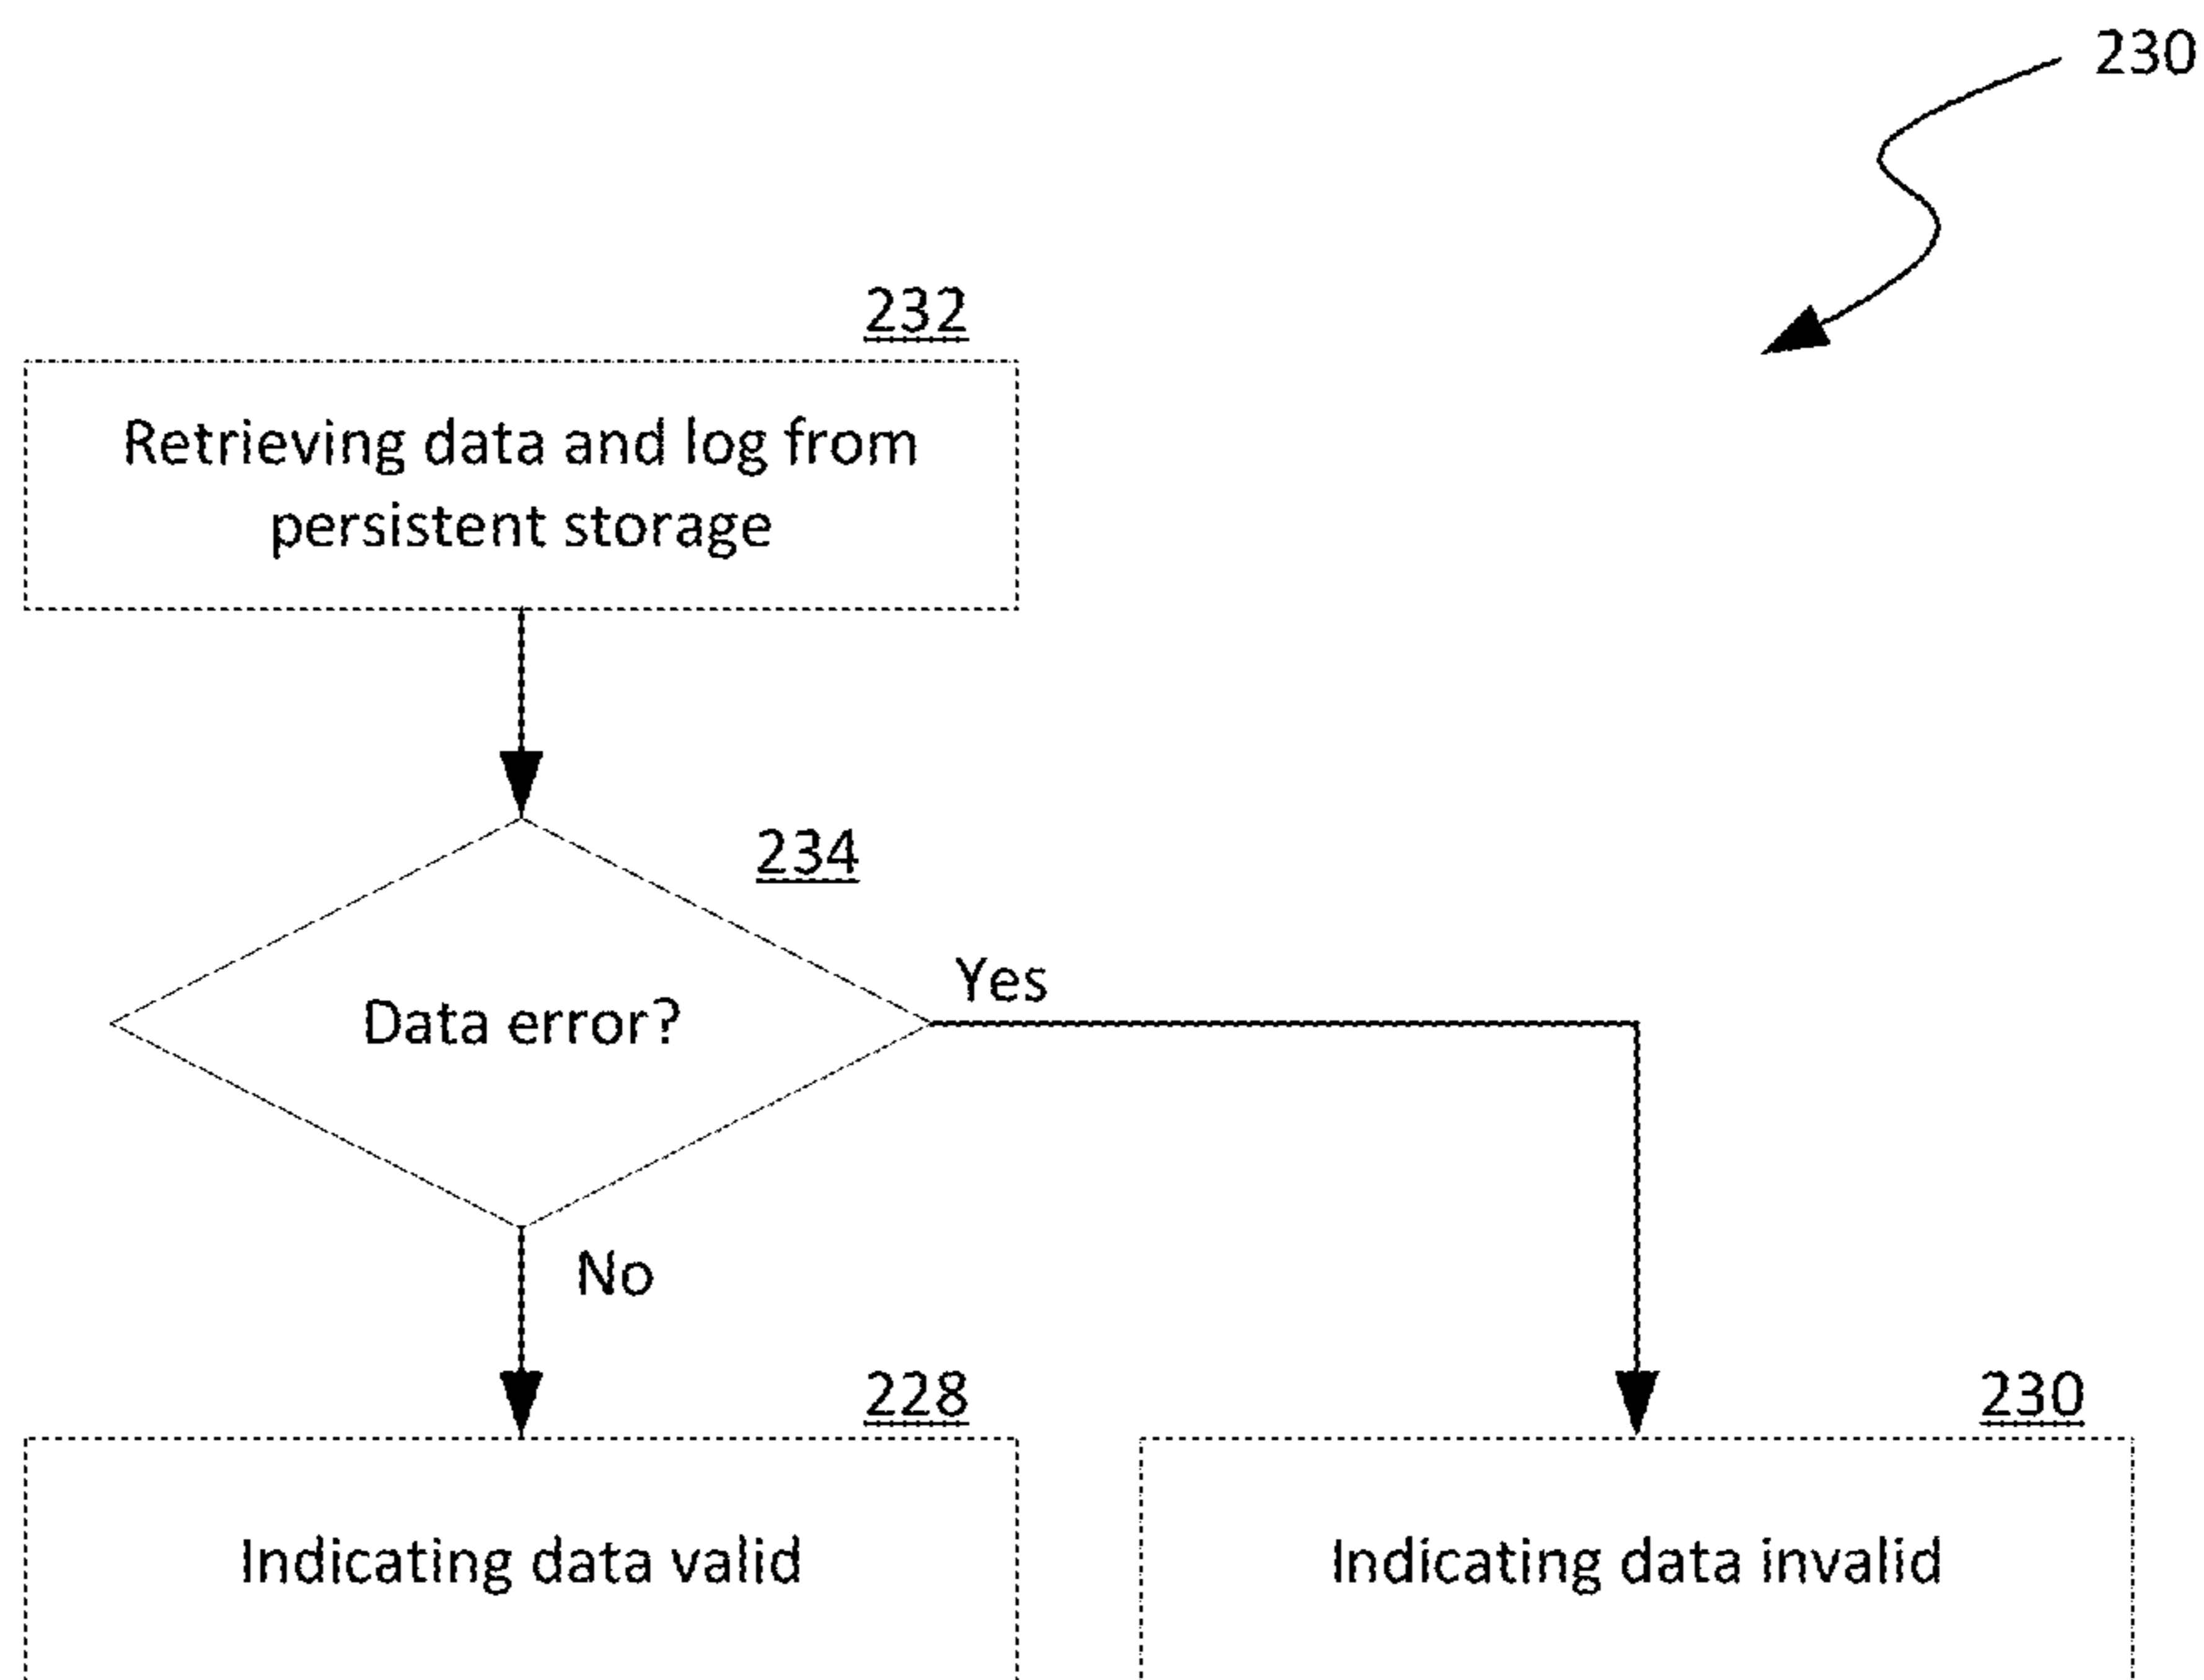 230
232
Retrieving data and log from
persistent storage
234
Data error?
Yes
No
228
Indicating data valid
230
Indicating data invalid